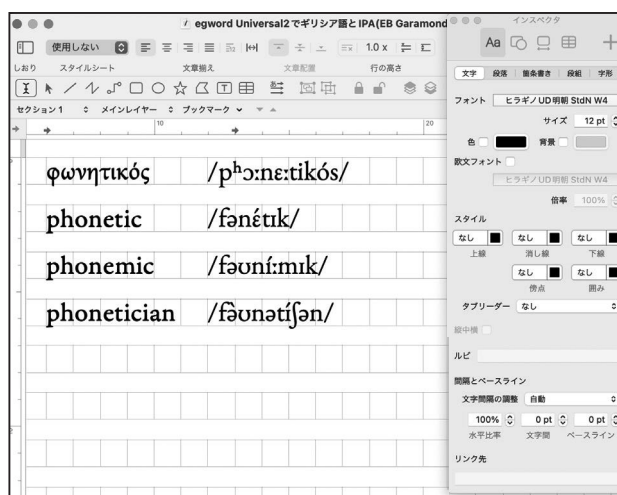 egword Universal2でギリシア語とIPA(EB Garamond
インスペクタ
使用しない
1.0 x
しおり スタイルシート 文章揃え 文章配置 行の高さ
セクション1 メインレイヤー ブックマーク
10 20
φωνητικός /pʰɔːnɛːtikós/
phonetic /fənɛ́tɪk/
phonemic /fəʊníːmɪk/
phonetician /fə̀ʊnətíʃən/
Aa
文字 段落 箇条書き 段組 字形
フォント ヒラギノUD明朝 StdN W4
サイズ 12 pt
色 背景
欧文フォント
ヒラギノUD明朝 StdN W4
倍率 100%
スタイル
なし なし なし
上線 消し線 下線
なし なし
傍点 囲み
タブリーダー なし
縦中横
ルビ
間隔とベースライン
文字間隔の調整 自動
100% 0 pt 0 pt
水平比率 文字間 ベースライン
リンク先